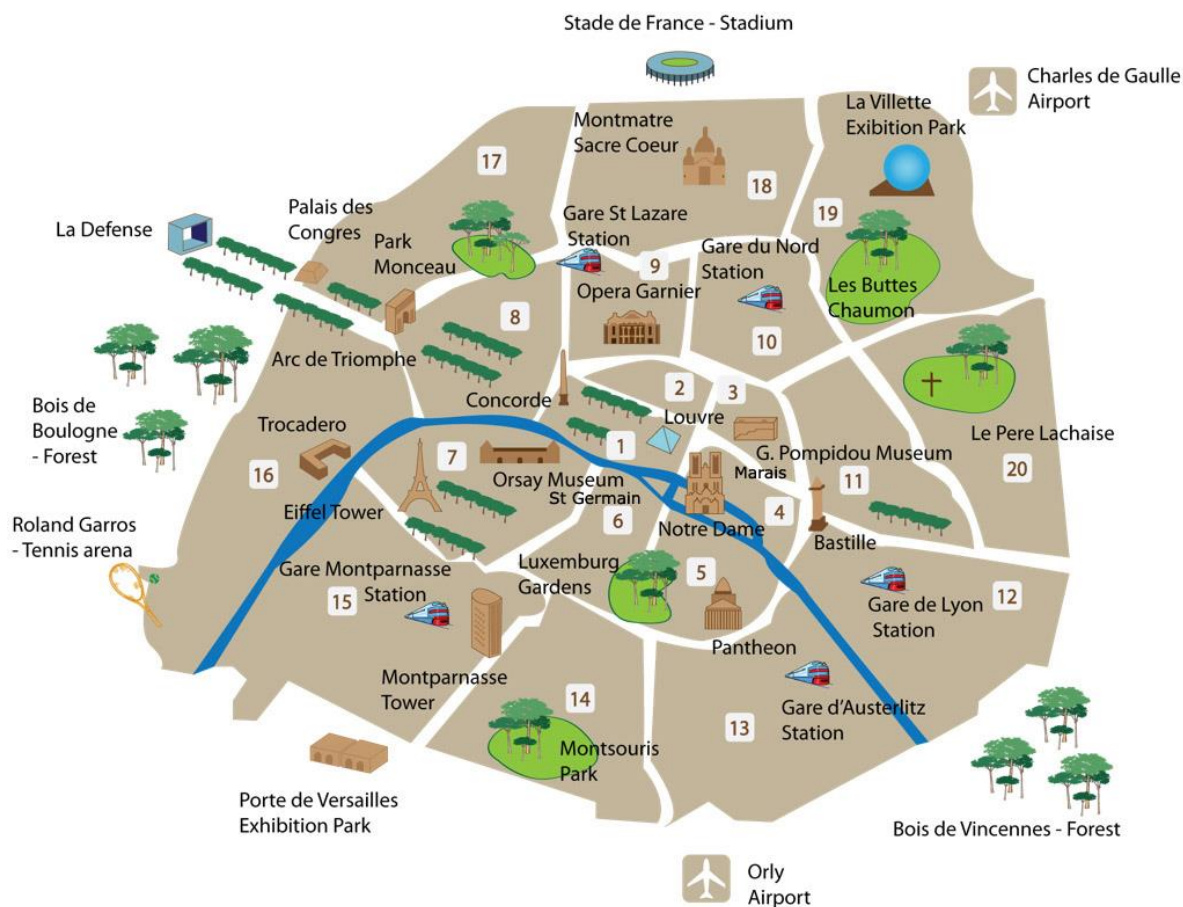 Stade de France - Stadium
Charles de Gaulle
Airport
La Villette
Exibition Park
Montmatre
Sacre Coeur
17
18
19
La Defense
Palais des
Congres
Park
Monceau
Gare St Lazare
Station
Gare du Nord
Station
9
Opera Garnier
Les Buttes
Chaumon
8
10
Arc de Triomphe
Concorde
2
3
Louvre
Bois de
Boulogne
- Forest
Trocadero
1
G. Pompidou Museum
Marais
Le Pere Lachaise
16
7
Orsay Museum
St Germain
11
20
Eiffel Tower
6
Notre Dame
4
Bastille
Roland Garros
- Tennis arena
Gare Montparnasse
Station
15
Luxemburg
Gardens
5
Gare de Lyon
Station
12
Pantheon
Montparnasse
Tower
14
Montsouris
Park
13
Gare d'Austerlitz
Station
Porte de Versailles
Exhibition Park
Bois de Vincennes - Forest
Orly
Airport